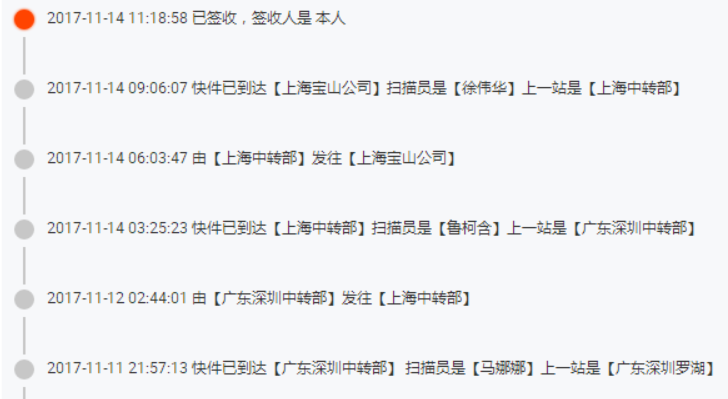 2017-11-14 11:18:58 已签收，签收人是 本人
2017-11-14 09:06:07 快件已到达【上海宝山公司】扫描员是【徐伟华】上一站是【上海中转部】
2017-11-14 06:03:47 由【上海中转部】发往【上海宝山公司】
2017-11-14 03:25:23 快件已到达【上海中转部】扫描员是【鲁柯含】上一站是【广东深圳中转部】
2017-11-12 02:44:01 由【广东深圳中转部】发往【上海中转部】
2017-11-11 21:57:13 快件已到达【广东深圳中转部】 扫描员是【马娜娜】上一站是【广东深圳罗湖】